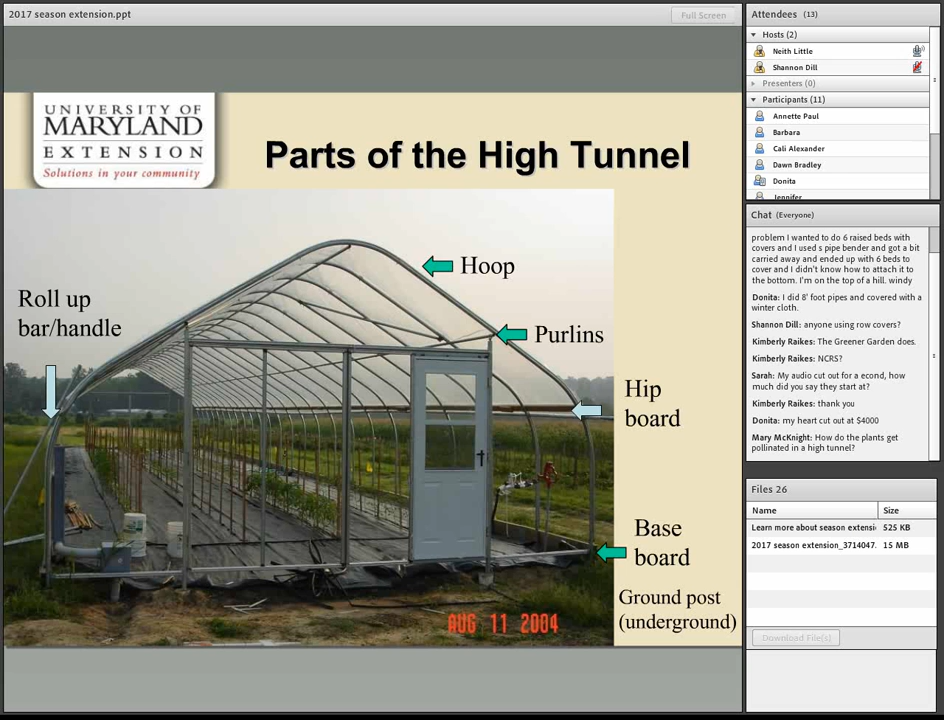 2017 season extension.ppt
Full Screen
UNIVERSITY OF
MARYLAND
EXTENSION
Solutions in your community
Parts of the High Tunnel
Hoop
Roll up
bar/handle
Purlins
Hip
board
Base
board
Ground post
(underground)
AUG 11 2004
Attendees (13)
Hosts (2)
Neith Little
Shannon Dill
Presenters (0)
Participants (11)
Annette Paul
Barbara
Cali Alexander
Dawn Bradley
Donita
Jennifer
Chat (Everyone)
problem I wanted to do 6 raised beds with
covers and I used s pipe bender and got a bit
carried away and ended up with 6 beds to
cover and I didn't know how to attach it to
the bottom. I'm on the top of a hill. windy
Donita: I did 8' foot pipes and covered with a
winter cloth.
Shannon Dill: anyone using row covers?
Kimberly Raikes: The Greener Garden does.
Kimberly Raikes: NCRS?
Sarah: My audio cut out for a econd, how
much did you say they start at?
Kimberly Raikes: thank you
Donita: my heart cut out at $4000
Mary McKnight: How do the plants get
pollinated in a high tunnel?
Files 26
Name Size
Learn more about season extensi 525 KB
2017 season extension_3714047. 15 MB
Download File(s)